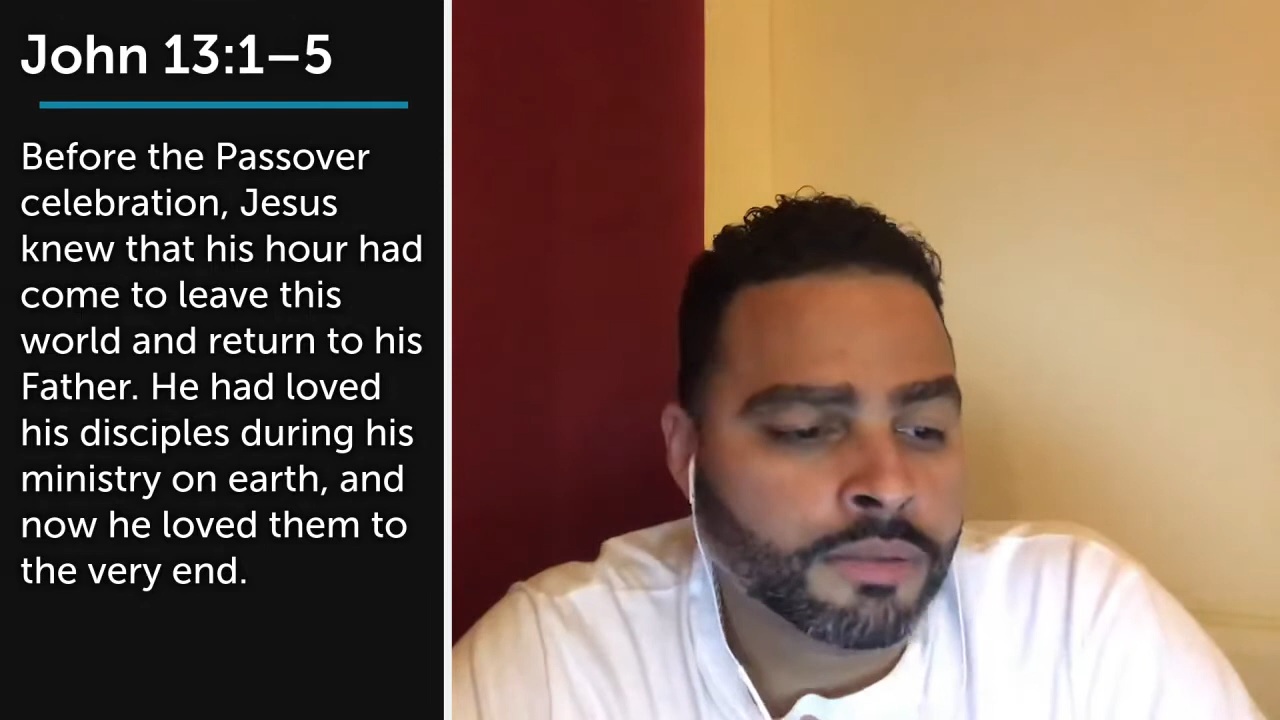 John 13:1–5
Before the Passover
celebration, Jesus
knew that his hour had
come to leave this
world and return to his
Father. He had loved
his disciples during his
ministry on earth, and
now he loved them to
the very end.